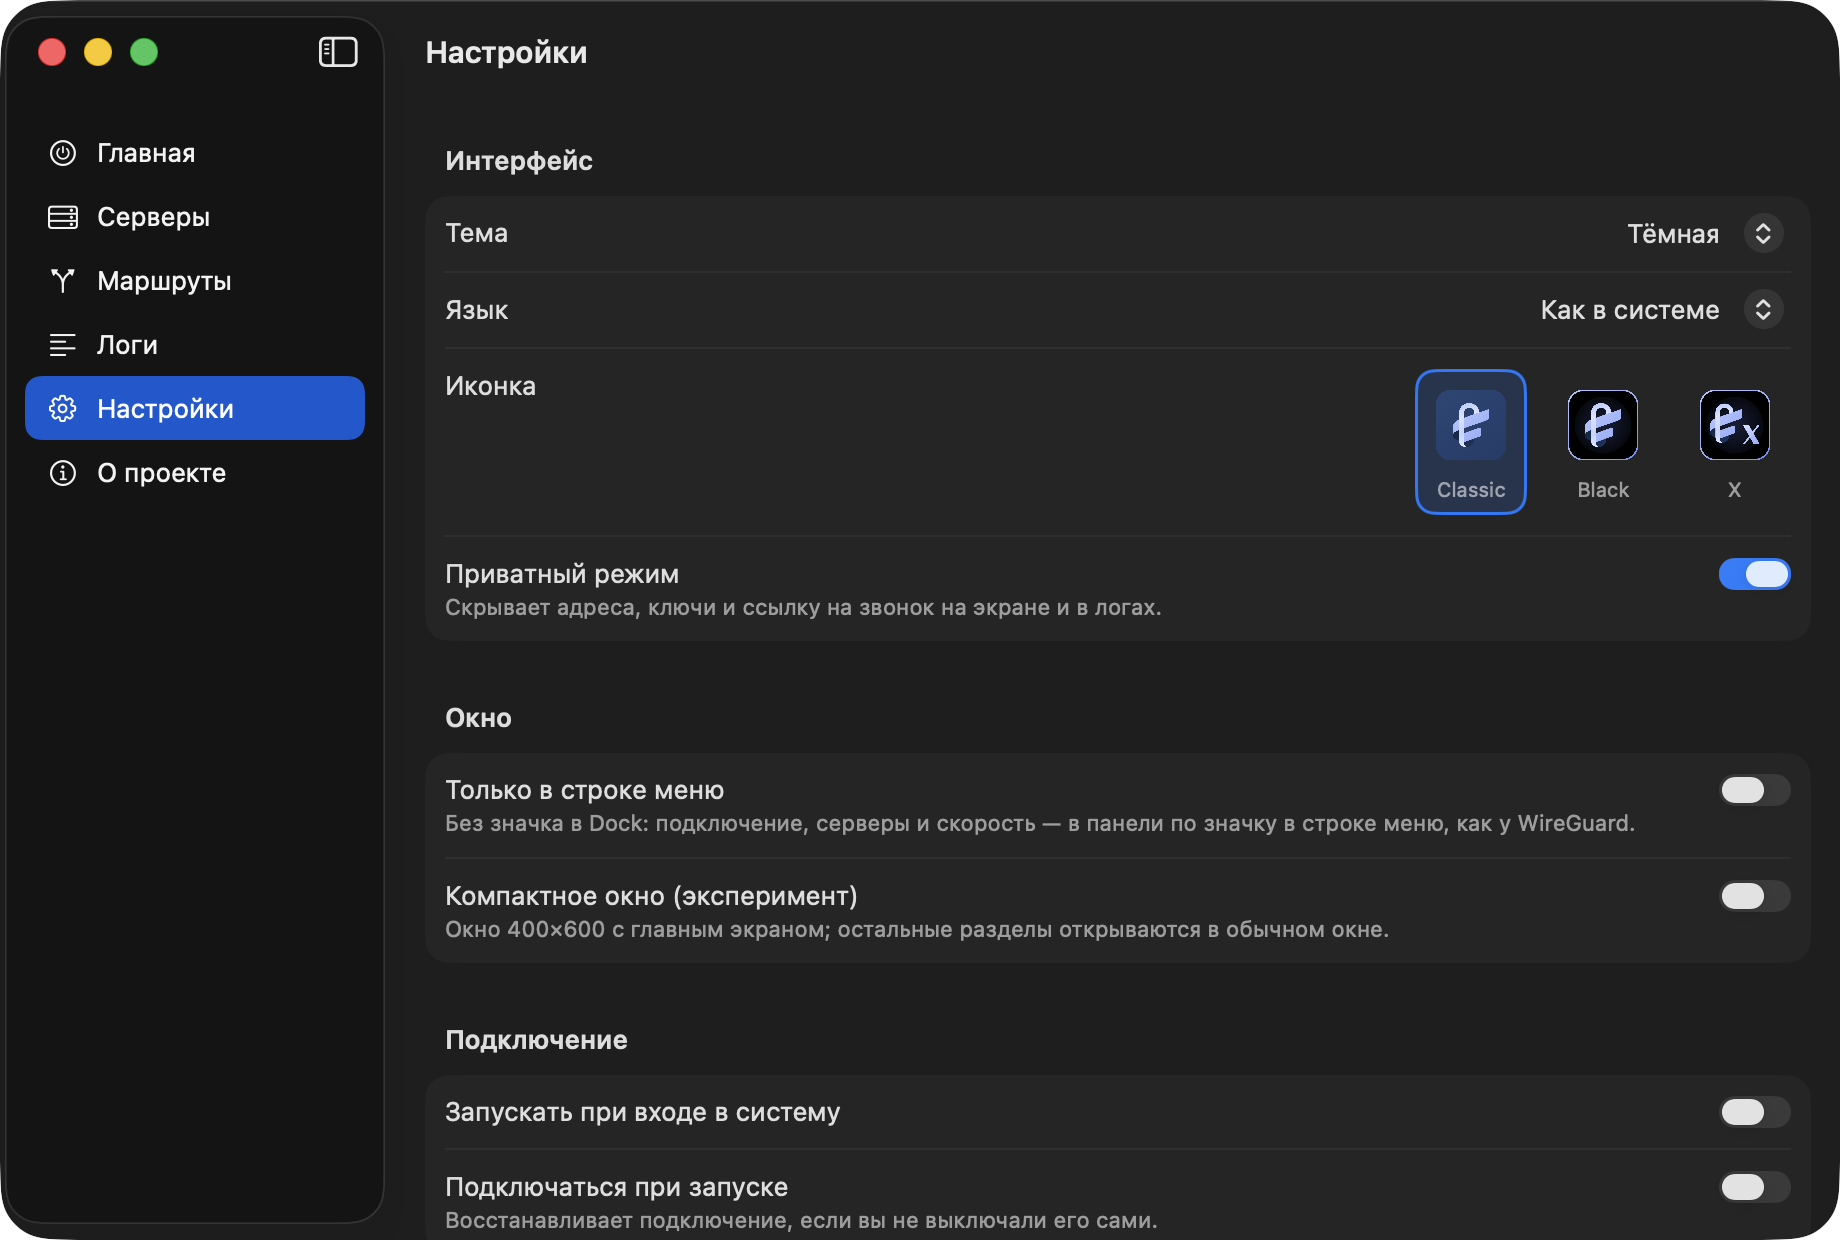 Настройки
Главная
Серверы
Маршруты
Логи
Настройки
О проекте
Интерфейс
Тема
Тёмная
Язык
Как в системе
Иконка
Classic
Black
X
X
Приватный режим
Скрывает адреса, ключи и ссылку на звонок на экране и в логах.
Окно
Только в строке меню
Без значка в Dock: подключение, серверы и скорость — в панели по значку в строке меню, как у WireGuard.
Компактное окно (эксперимент)
Окно 400×600 с главным экраном; остальные разделы открываются в обычном окне.
Подключение
Запускать при входе в систему
Подключаться при запуске
Восстанавливает подключение, если вы не выключали его сами.